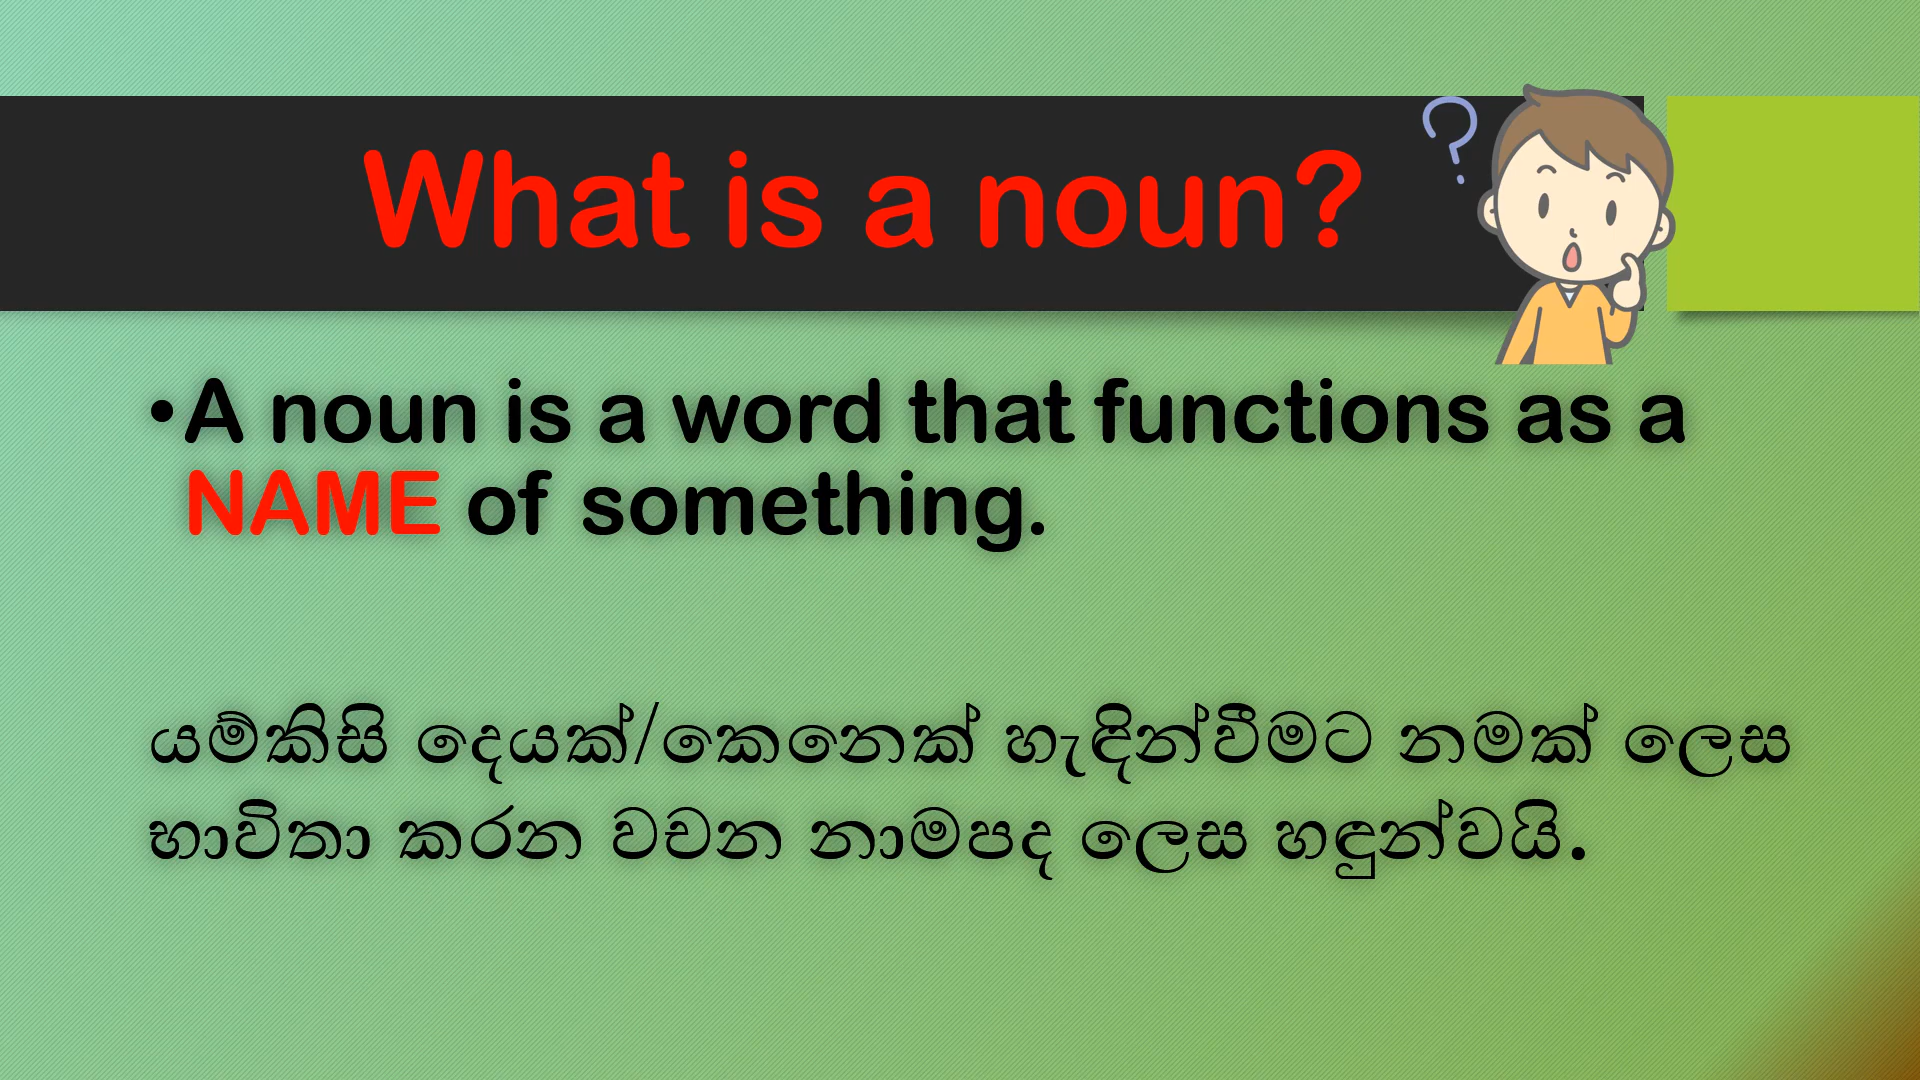 What is a noun?
?
•A noun is a word that functions as a
NAME of something.
යම්කිසි දෙයක්/කෙනෙක් හැඳින්වීමට නමක් ලෙස
භාවිතා කරන වචන නාමපද ලෙස හඳුන්වයි.